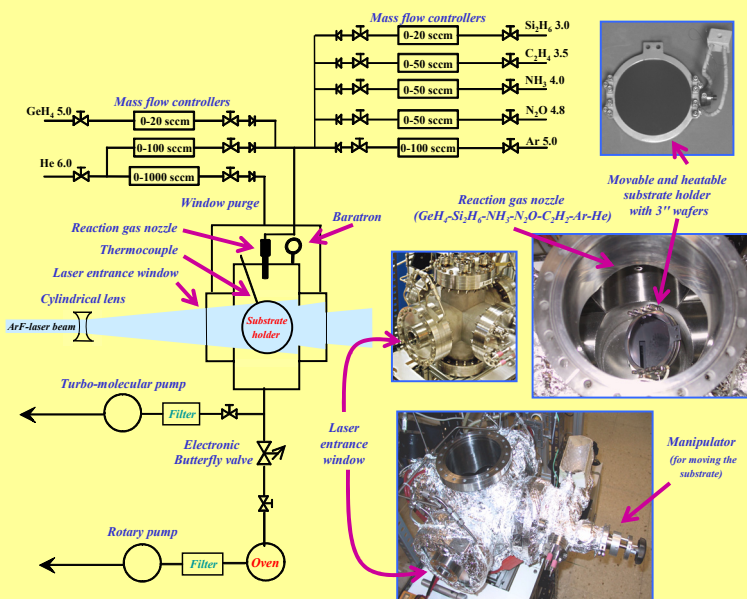 Mass flow controllers
Si2H6 3.0
0-20 sccm
C2H4 3.5
0-50 sccm
NH3 4.0
0-50 sccm
N2O 4.8
0-50 sccm
Ar 5.0
0-100 sccm
Mass flow controllers
GeH4 5.0
0-20 sccm
0-100 sccm
He 6.0
0-1000 sccm
Window purge
Reaction gas nozzle
Baratron
Thermocouple
Laser entrance window
Cylindrical lens
ArF-laser beam
Substrate
holder
Turbo-molecular pump
Filter
Electronic
Butterfly valve
Rotary pump
Filter
Oven
Movable and heatable
substrate holder
with 3" wafers
Reaction gas nozzle
(GeH4-Si2H6-NH3-N2O-C2H2-Ar-He)
Laser
entrance
window
Manipulator
(for moving the
substrate)